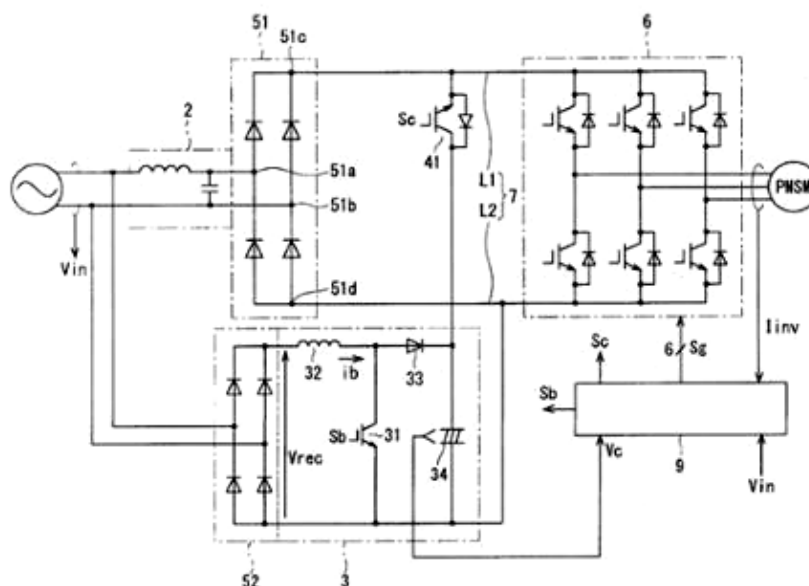 51
51c
6
2
Sc
41
L1
7
L2
51a
51b
PMSM
Vin
51d
Iinv
Sc
6
Sg
32
ib
33
Sb
Sb
31
Vrec
34
Vc
9
Vin
52
3